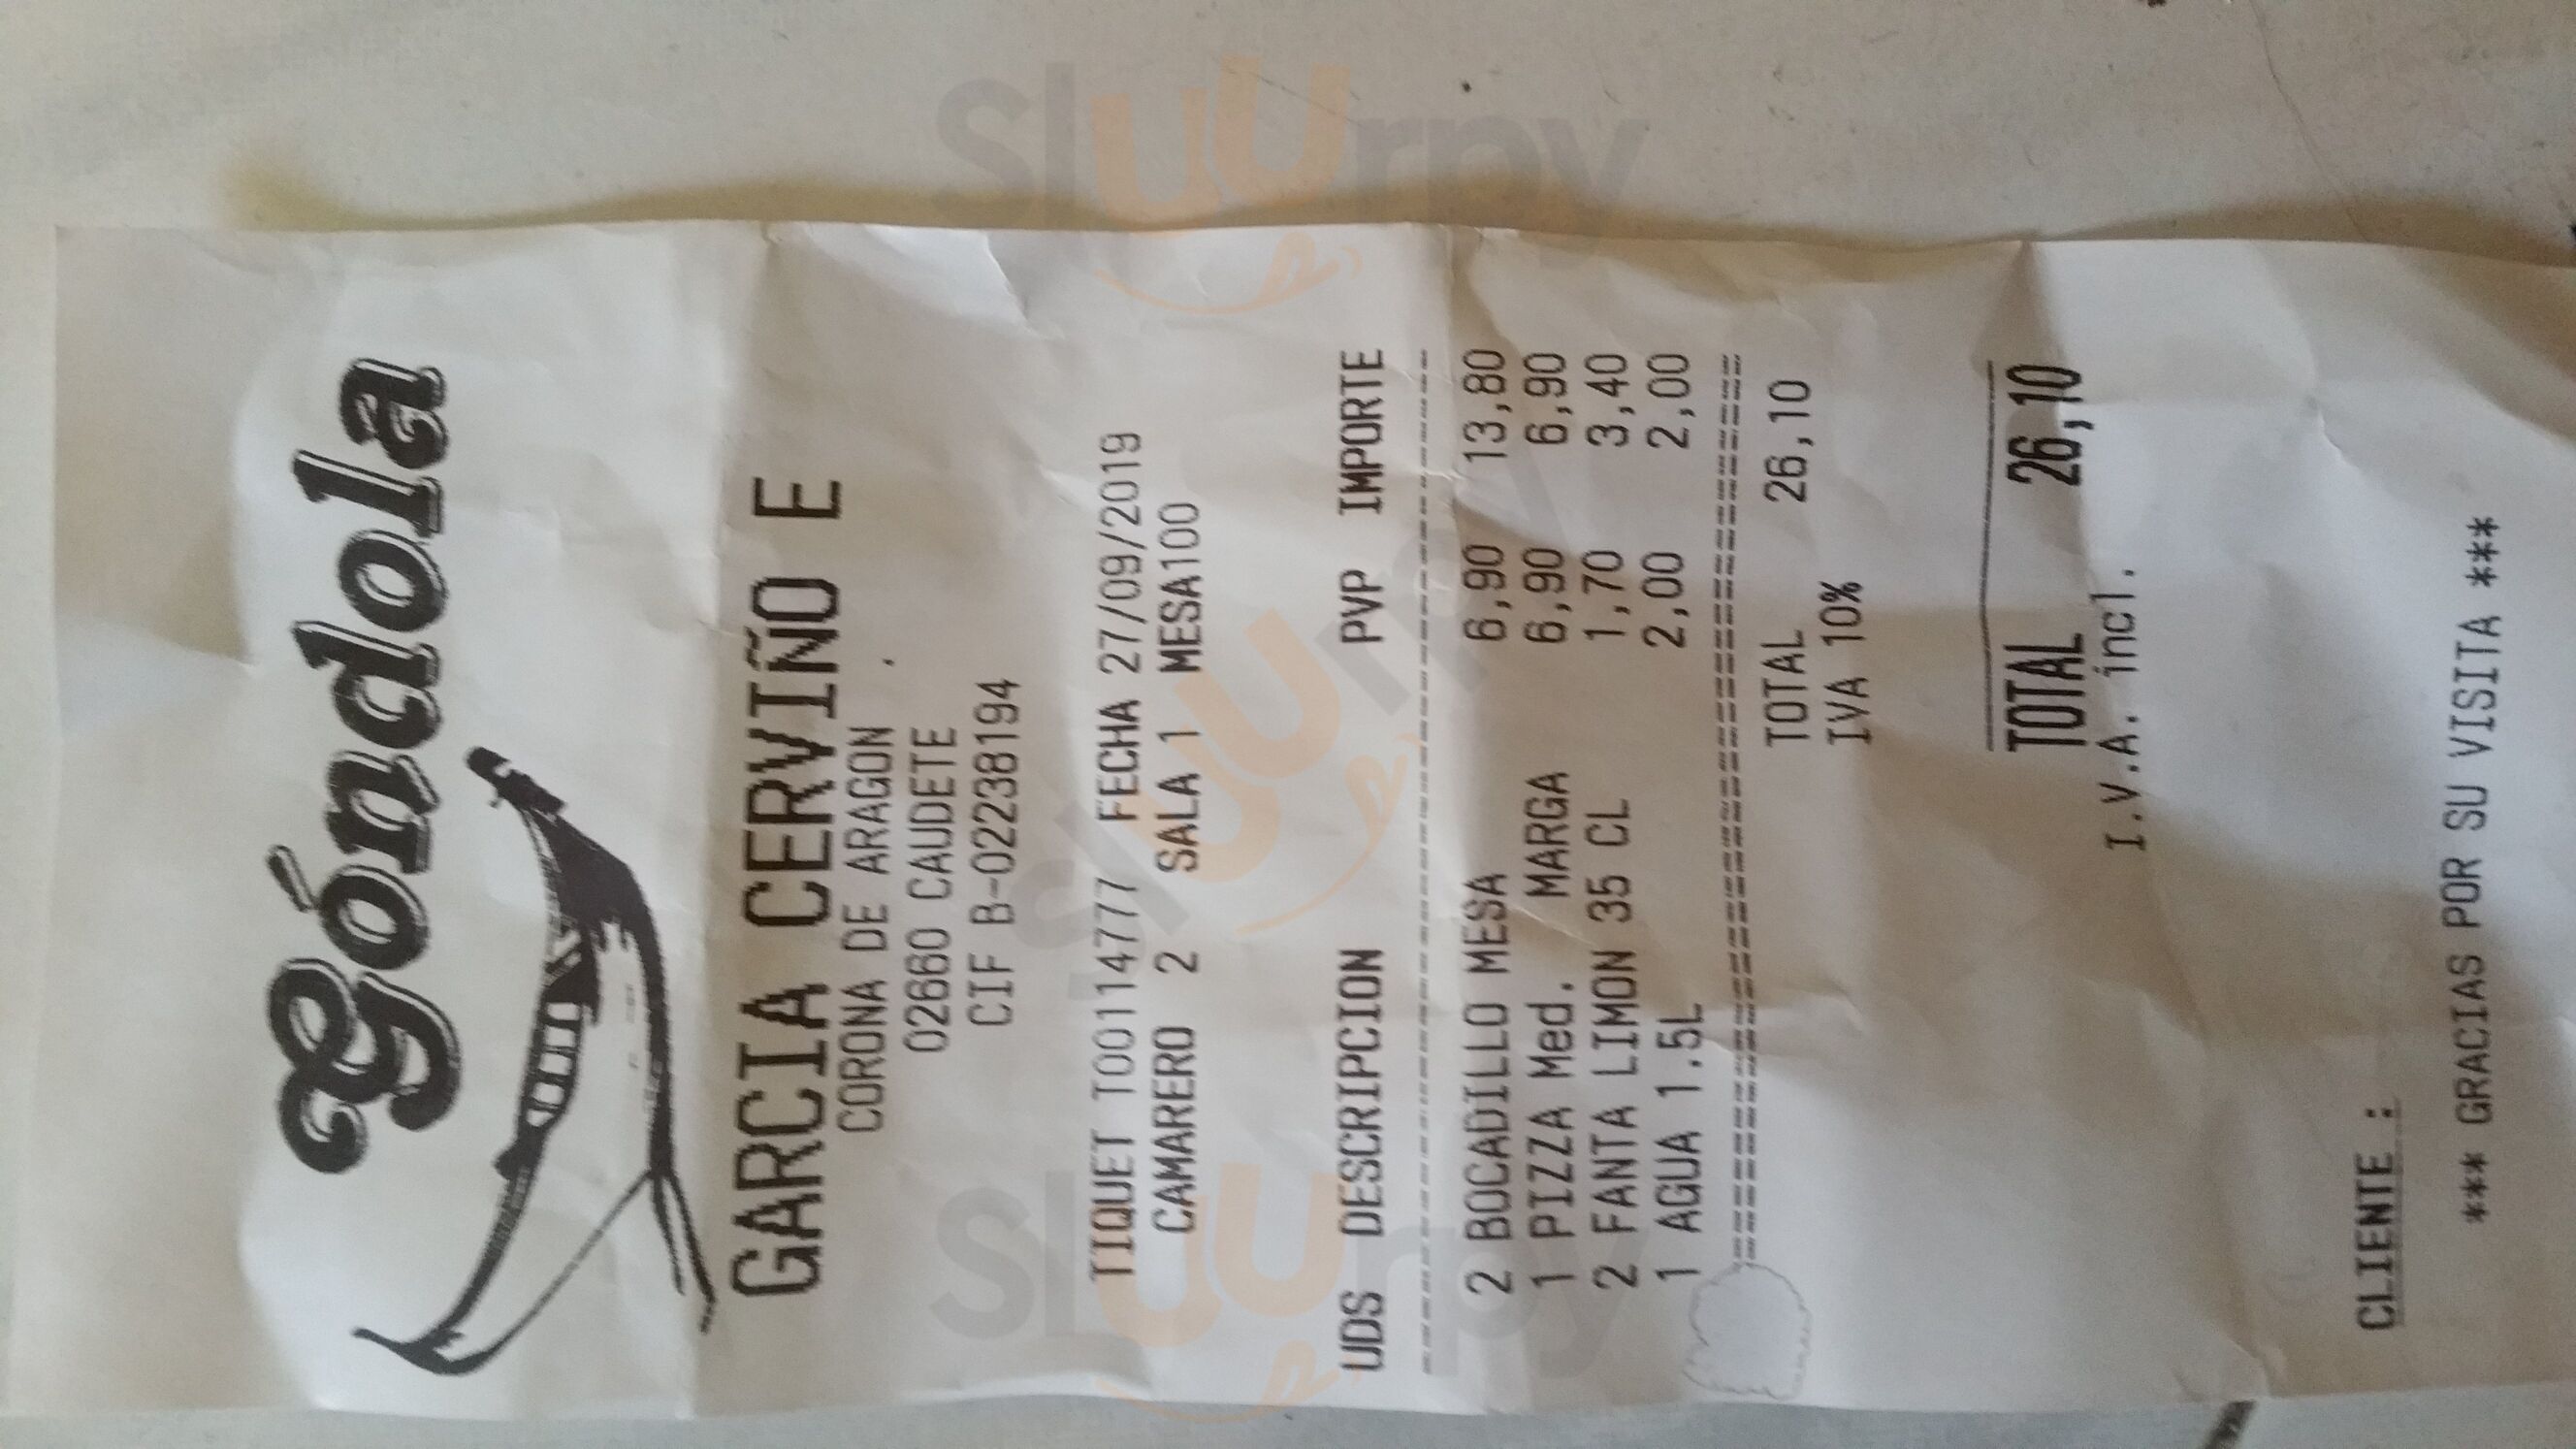 Góndola
GARCIA CERVIÑO E
CORONA DE ARAGON .
02660 CAUDETE
CIF B-02238194
TIQUET T00114777 FECHA 27/09/2019
CAMARERO 2 SALA 1 MESA100
UDS DESCRIPCION PVP IMPORTE
2 BOCADILLO MESA 6,90 13,80
1 PIZZA Med. MARGA 6,90 6,90
2 FANTA LIMON 35 CL 1,70 3,40
1 AGUA 1.5L 2,00 2,00
TOTAL 26,10
IVA 10%
TOTAL 26,10
I.V.A. incl.
CLIENTE :
*** GRACIAS POR SU VISITA ***
Sluurpy
Sluurpy
Sluurpy